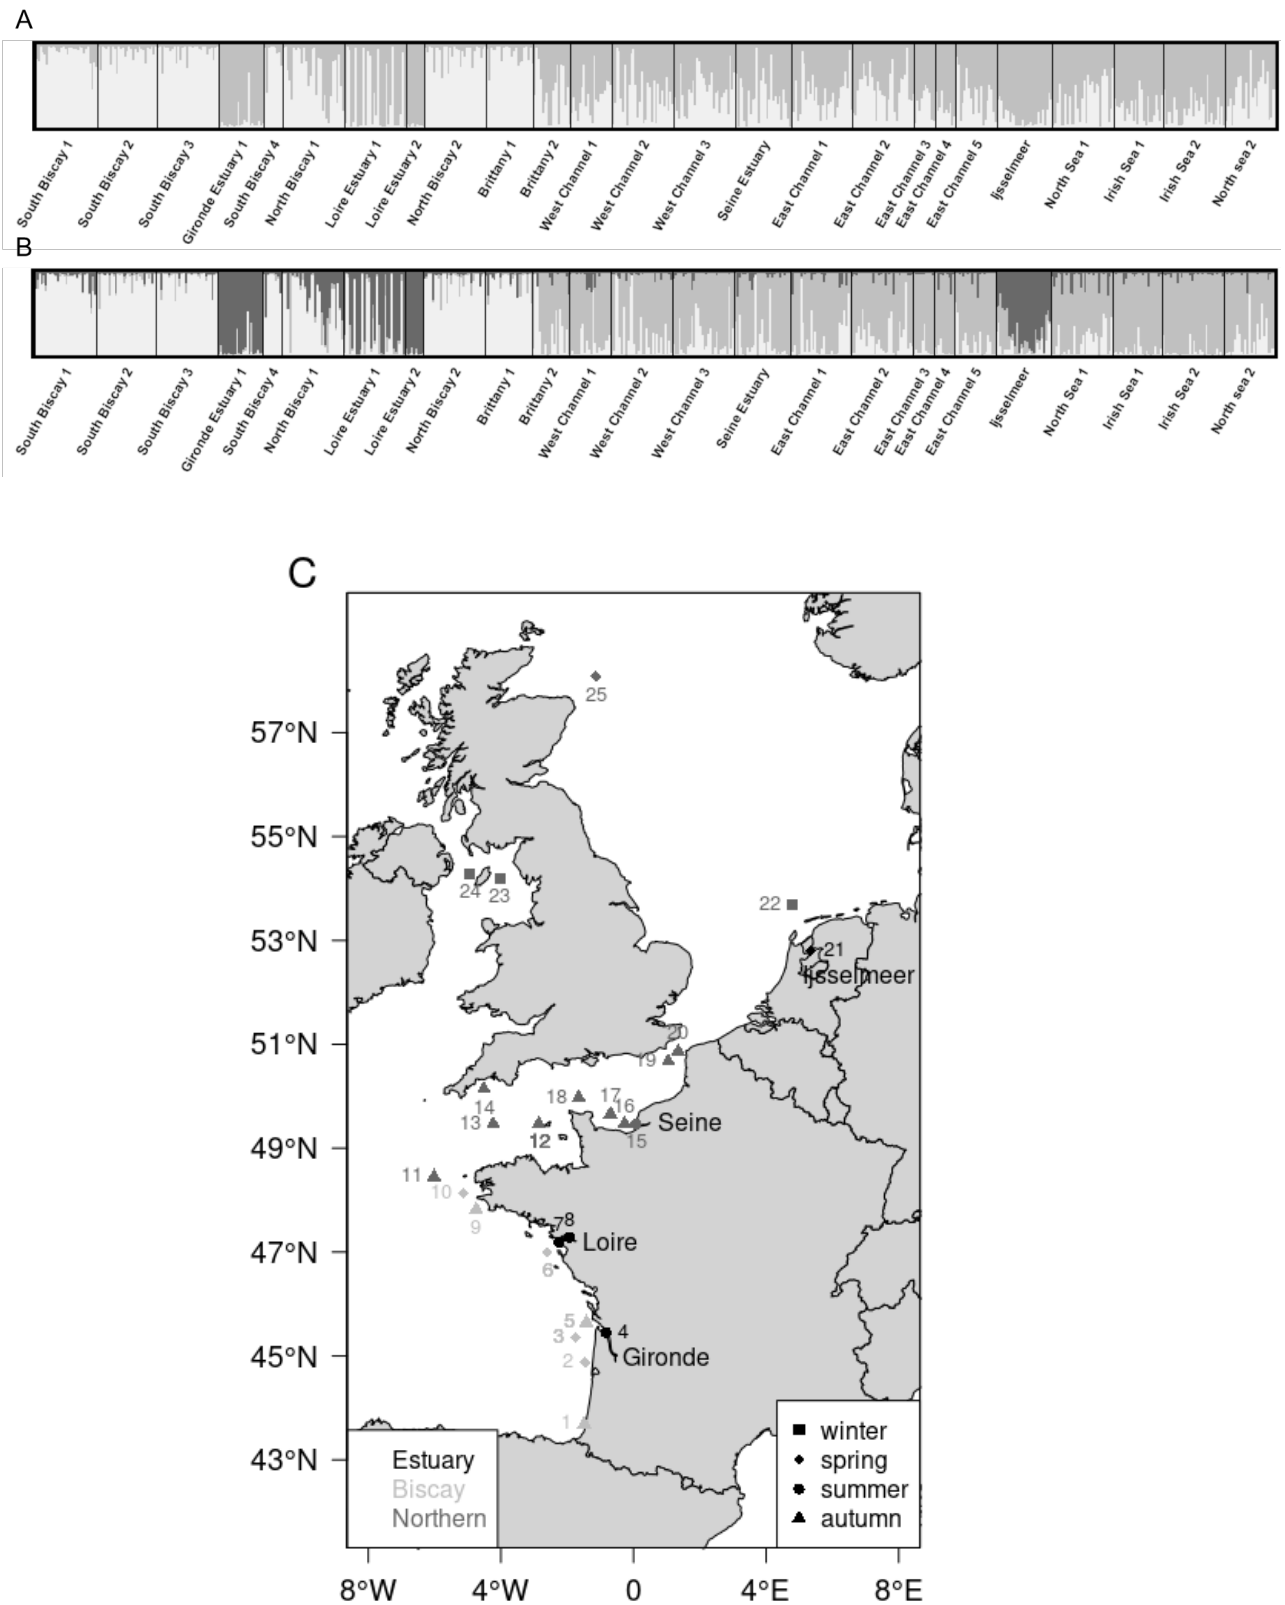 A
South Biscay 1
South Biscay 2
South Biscay 3
Gironde Estuary 1
South Biscay 4
North Biscay 1
Loire Estuary 1
Loire Estuary 2
North Biscay 2
Brittany 1
Brittany 2
West Channel 1
West Channel 2
West Channel 3
Seine Estuary
East Channel 1
East Channel 2
East Channel 3
East Channel 4
East Channel 5
Ijsselmeer
North Sea 1
Irish Sea 1
Irish Sea 2
North sea 2
B
South Biscay 1
South Biscay 2
South Biscay 3
Gironde Estuary 1
South Biscay 4
North Biscay 1
Loire Estuary 1
Loire Estuary 2
North Biscay 2
Brittany 1
Brittany 2
West Channel 1
West Channel 2
West Channel 3
Seine Estuary
East Channel 1
East Channel 2
East Channel 3
East Channel 4
East Channel 5
Ijsselmeer
North Sea 1
Irish Sea 1
Irish Sea 2
North sea 2
C
25
57°N
55°N
24
23
22
53°N
21
Ijsselmeer
51°N
20
19
18
17
16
14
13
12
15
Seine
49°N
11
10
9
7
8
Loire
47°N
6
5
3
4
2
Gironde
45°N
1
43°N
Estuary
Biscay
Northern
winter
spring
summer
autumn
8°W
4°W
0
4°E
8°E